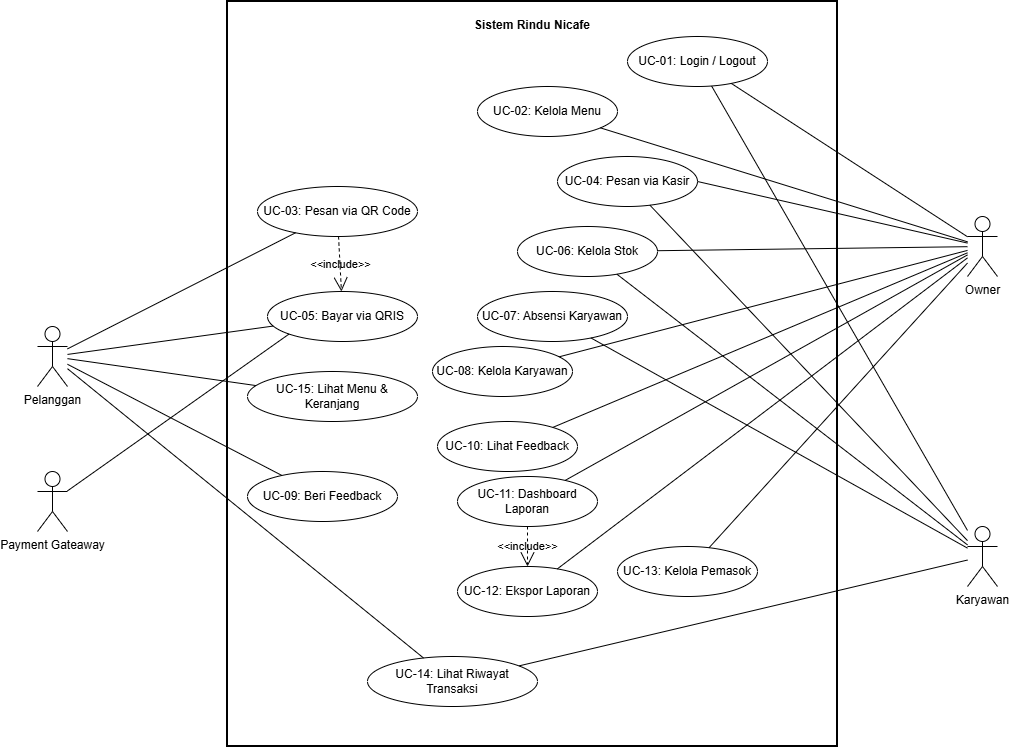 Sistem Rindu Nicafe
UC-01: Login / Logout
UC-02: Kelola Menu
UC-04: Pesan via Kasir
UC-03: Pesan via QR Code
UC-06: Kelola Stok
<<include>>
Owner
UC-05: Bayar via QRIS
UC-07: Absensi Karyawan
UC-08: Kelola Karyawan
Pelanggan
UC-15: Lihat Menu &
Keranjang
UC-10: Lihat Feedback
UC-09: Beri Feedback
UC-11: Dashboard
Laporan
Payment Gateaway
<<include>>
UC-13: Kelola Pemasok
UC-12: Ekspor Laporan
Karyawan
UC-14: Lihat Riwayat
Transaksi